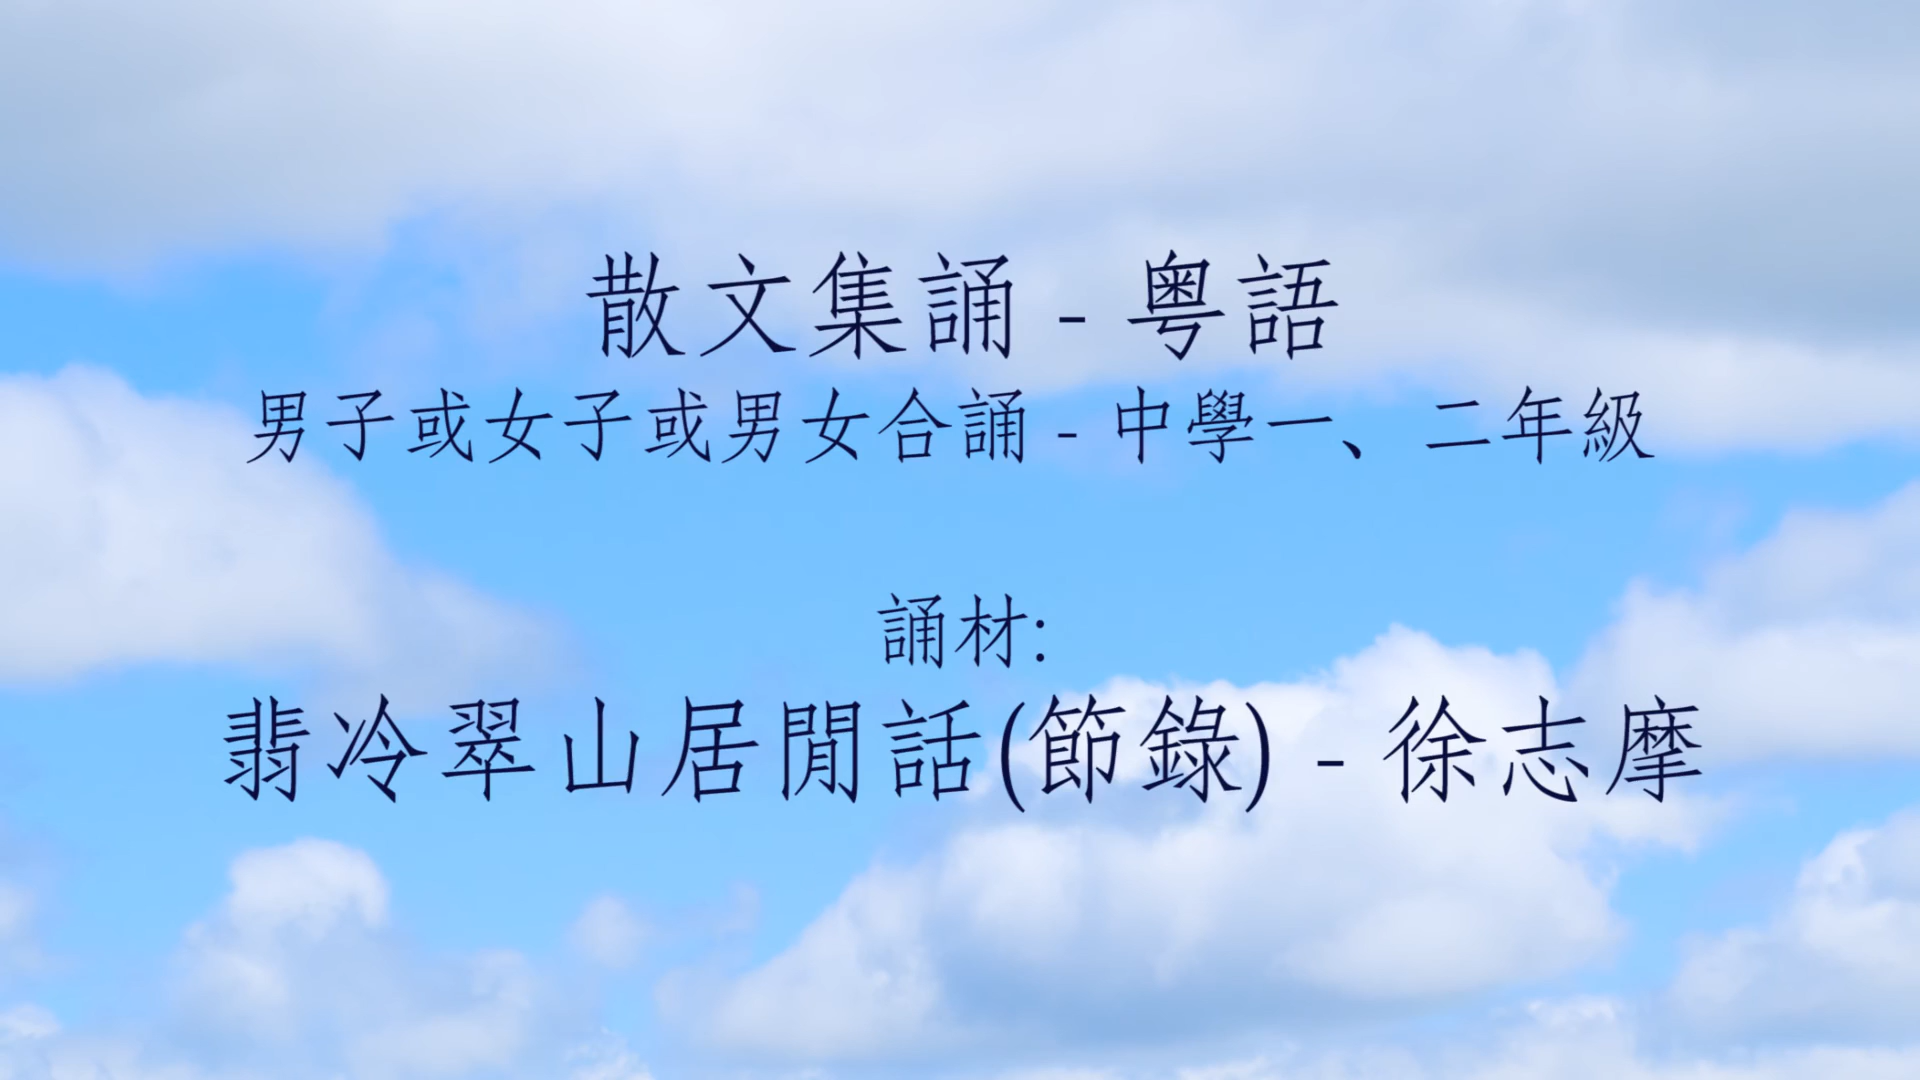 散文集誦 - 粵語
男子或女子或男女合誦 - 中學一、二年級
誦材:
翡冷翠山居閒話(節錄) - 徐志摩